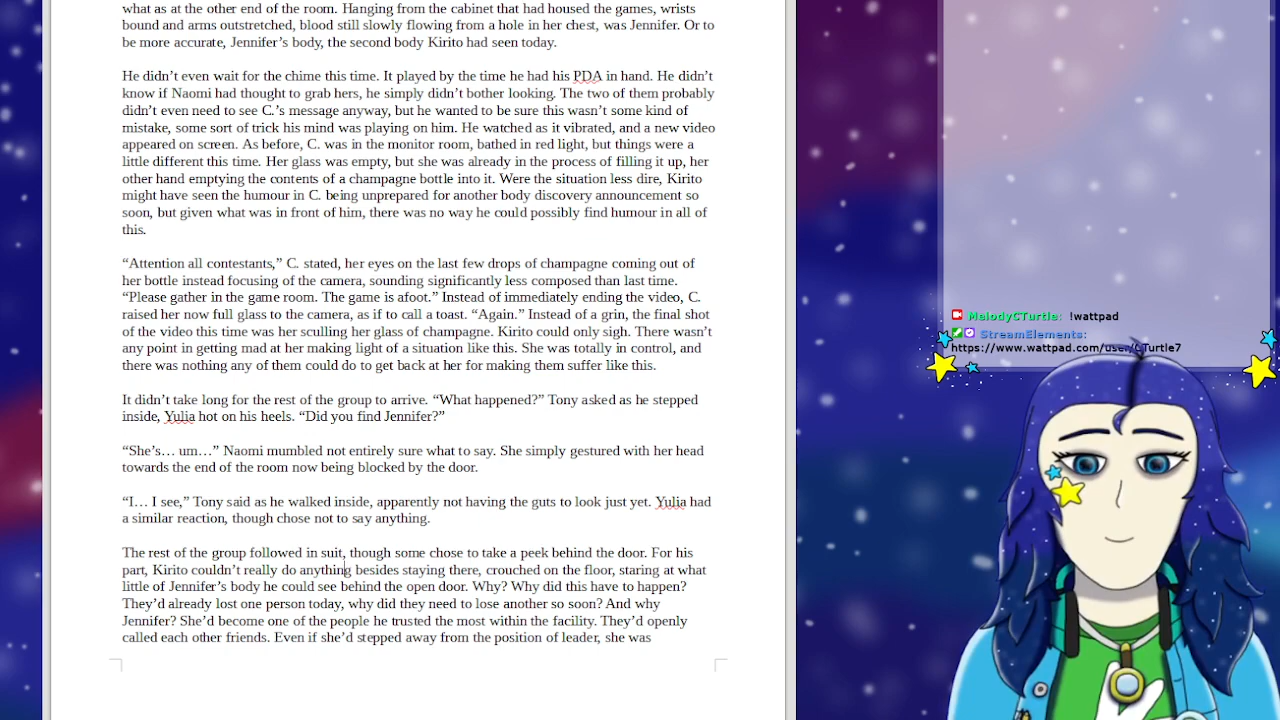 what as at the other end of the room. Hanging from the cabinet that had housed the games, wrists
bound and arms outstretched, blood still slowly flowing from a hole in her chest, was Jennifer. Or to
be more accurate, Jennifer’s body, the second body Kirito had seen today.
He didn’t even wait for the chime this time. It played by the time he had his PDA in hand. He didn’t
know if Naomi had thought to grab hers, he simply didn’t bother looking. The two of them probably
didn’t even need to see C.’s message anyway, but he wanted to be sure this wasn’t some kind of
mistake, some sort of trick his mind was playing on him. He watched as it vibrated, and a new video
appeared on screen. As before, C. was in the monitor room, bathed in red light, but things were a
little different this time. Her glass was empty, but she was already in the process of filling it up, her
other hand emptying the contents of a champagne bottle into it. Were the situation less dire, Kirito
might have seen the humour in C. being unprepared for another body discovery announcement so
soon, but given what was in front of him, there was no way he could possibly find humour in all of
this.
“Attention all contestants,” C. stated, her eyes on the last few drops of champagne coming out of
her bottle instead focusing of the camera, sounding significantly less composed than last time.
“Please gather in the game room. The game is afoot.” Instead of immediately ending the video, C.
raised her now full glass to the camera, as if to call a toast. “Again.” Instead of a grin, the final shot
of the video this time was her sculling her glass of champagne. Kirito could only sigh. There wasn’t
any point in getting mad at her making light of a situation like this. She was totally in control, and
there was nothing any of them could do to get back at her for making them suffer like this.
It didn’t take long for the rest of the group to arrive. “What happened?” Tony asked as he stepped
inside, Yulia hot on his heels. “Did you find Jennifer?”
“She’s… um…” Naomi mumbled not entirely sure what to say. She simply gestured with her head
towards the end of the room now being blocked by the door.
“I… I see,” Tony said as he walked inside, apparently not having the guts to look just yet. Yulia had
a similar reaction, though chose not to say anything.
The rest of the group followed in suit, though some chose to take a peek behind the door. For his
part, Kirito couldn’t really do anything besides staying there, crouched on the floor, staring at what
little of Jennifer’s body he could see behind the open door. Why? Why did this have to happen?
They’d already lost one person today, why did they need to lose another so soon? And why
Jennifer? She’d become one of the people he trusted the most within the facility. They’d openly
called each other friends. Even if she’d stepped away from the position of leader, she was
MelodyCTurtle: !wattpad
StreamElements:
https://www.wattpad.com/user/CTurtle7